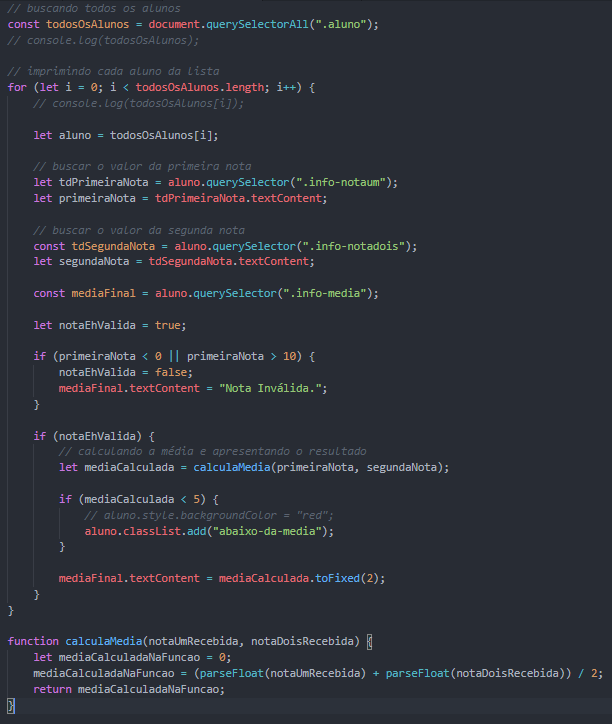 // buscando todos os alunos
const todosOsAlunos = document.querySelectorAll(".aluno");
// console.log(todosOsAlunos);
// imprimindo cada aluno da lista
for (let i = 0; i < todosOsAlunos.length; i++) {
// console.log(todosOsAlunos[i]);
let aluno = todosOsAlunos[i];
// buscar o valor da primeira nota
let tdPrimeiraNota = aluno.querySelector(".info-notaum");
let primeiraNota = tdPrimeiraNota.textContent;
// buscar o valor da segunda nota
const tdSegundaNota = aluno.querySelector(".info-notadois");
let segundaNota = tdSegundaNota.textContent;
const mediaFinal = aluno.querySelector(".info-media");
let notaEhValida = true;
if (primeiraNota < 0 || primeiraNota > 10) {
notaEhValida = false;
mediaFinal.textContent = "Nota Inválida.";
}
if (notaEhValida) {
// calculando a média e apresentando o resultado
let mediaCalculada = calculaMedia(primeiraNota, segundaNota);
if (mediaCalculada < 5) {
// aluno.style.backgroundColor = "red";
aluno.classList.add("abaixo-da-media");
}
mediaFinal.textContent = mediaCalculada.toFixed(2);
}
}
function calculaMedia(notaUmRecebida, notaDoisRecebida) {
let mediaCalculadaNaFuncao = 0;
mediaCalculadaNaFuncao = (parseFloat(notaUmRecebida) + parseFloat(notaDoisRecebida)) / 2;
return mediaCalculadaNaFuncao;
}